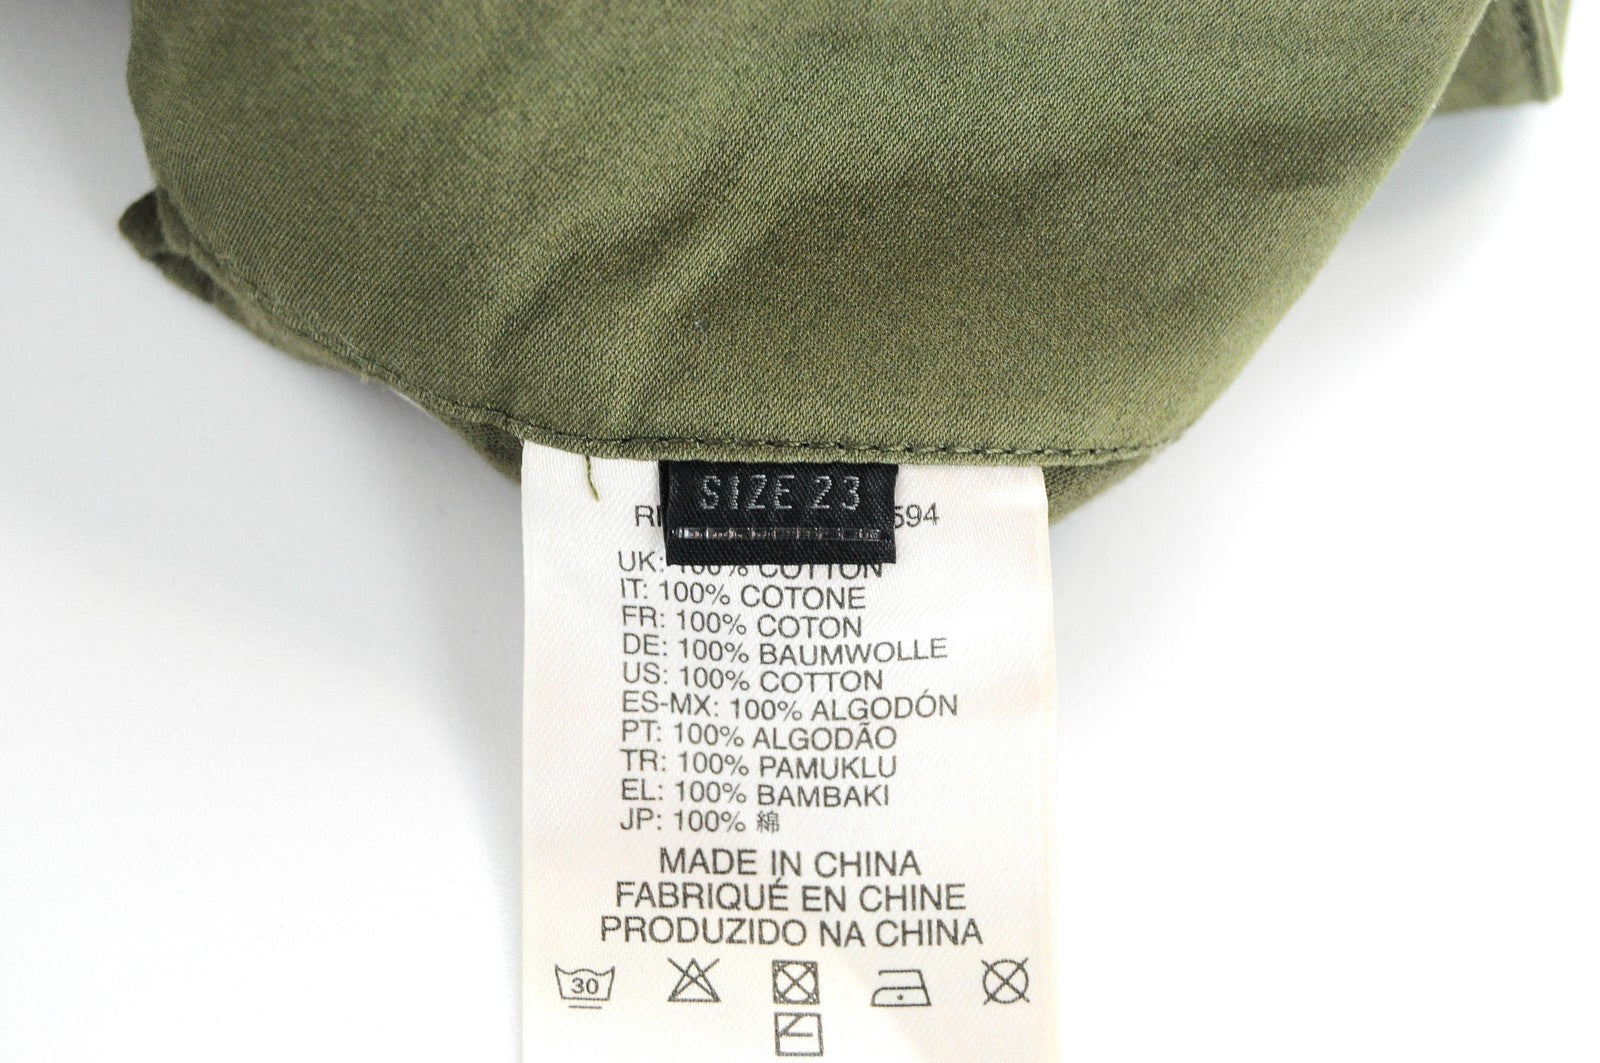 SIZE 23
594
UK: 100% COTTON
IT: 100% COTONE
FR: 100% COTON
DE: 100% BAUMWOLLE
US: 100% COTTON
ES-MX: 100% ALGODÓN
PT: 100% ALGODÃO
TR: 100% PAMUKLU
EL: 100% BAMBAKI
JP: 100% 綿
MADE IN CHINA
FABRIQUÉ EN CHINE
PRODUZIDO NA CHINA
30